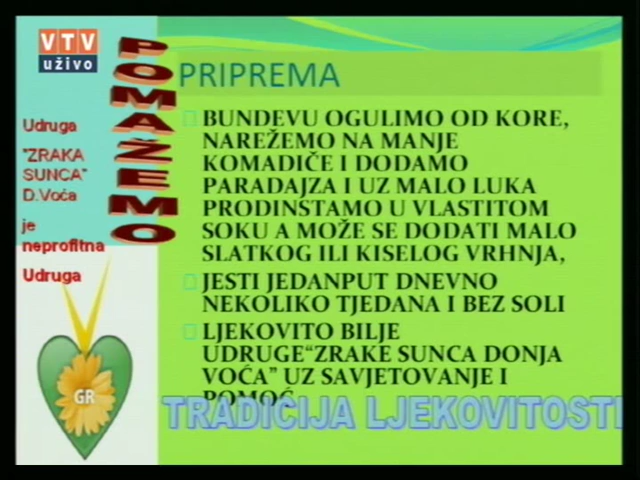 VTV
uživo
POMAŽEMO
Udruga
"ZRAKA
SUNCA"
D.Voća
je
neprofitna
Udruga
GR
PRIPREMA
BUNDEVU OGULIMO OD KORE,
NAREŽEMO NA MANJE
KOMADIČE I DODAMO
PARADAJZA I UZ MALO LUKA
PRODINSTAMO U VLASTITOM
SOKU A MOŽE SE DODATI MALO
SLATKOG ILI KISELOG VRHNJA,
JESTI JEDANPUT DNEVNO
NEKOLIKO TJEDANA I BEZ SOLI
LJEKOVITO BILJE
UDRUGE“ZRAKE SUNCA DONJA
VOĆA” UZ SAVJETOVANJE I
POMOĆ
TRADICIJA LJEKOVITOSTI